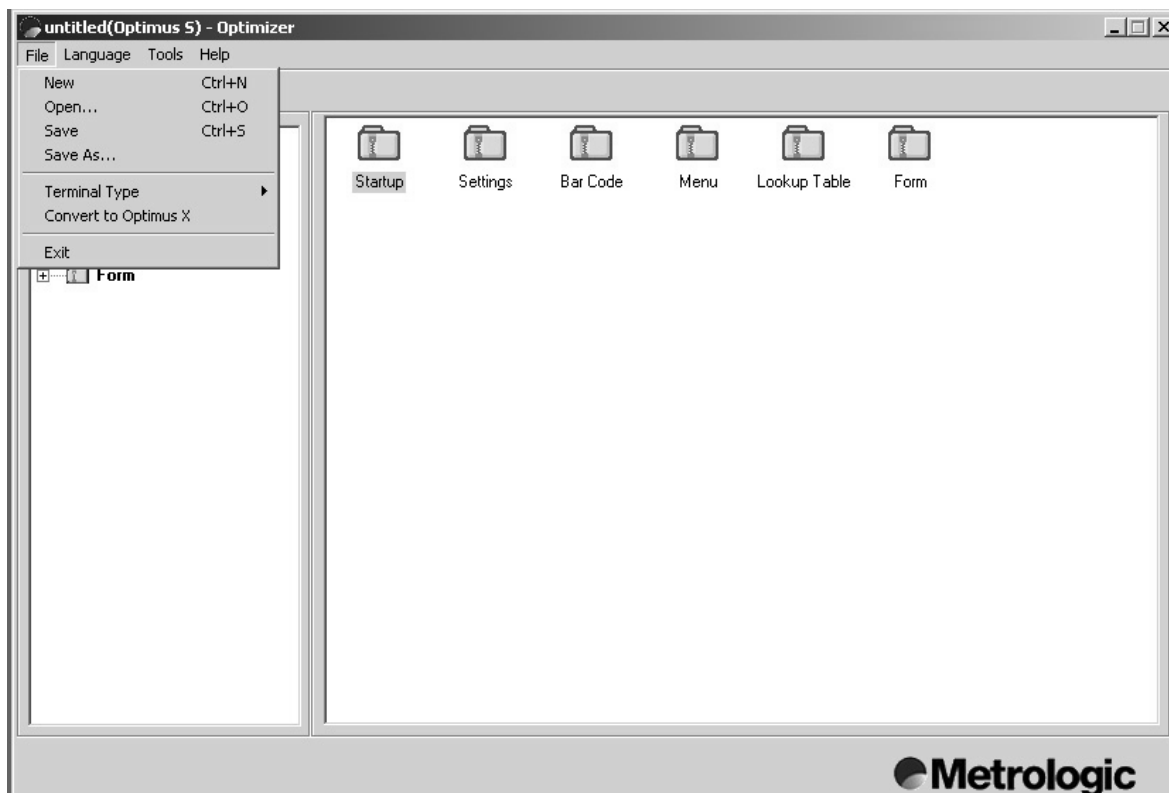 untitled(Optimus S) - Optimizer
File Language Tools Help
New Ctrl+N
Open... Ctrl+O
Save Ctrl+S
Save As...
Terminal Type
Convert to Optimus X
Exit
Form
Startup Settings Bar Code Menu Lookup Table Form
Metrologic